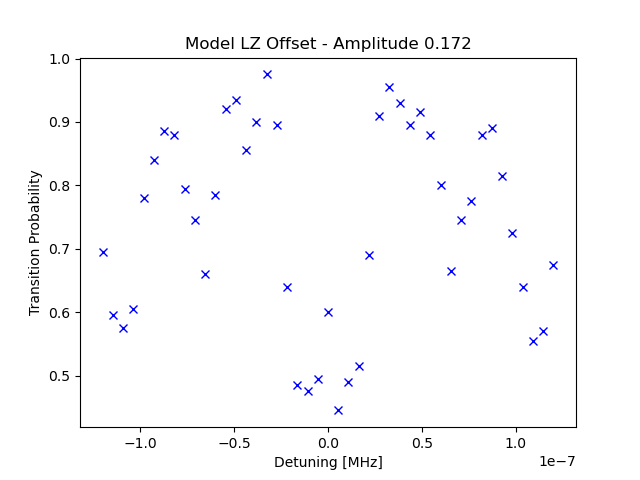 Model LZ Offset - Amplitude 0.172
1.0
0.9
0.8
0.7
0.6
0.5
Transition Probability
−1.0 −0.5 0.0 0.5 1.0
1e−7
Detuning [MHz]